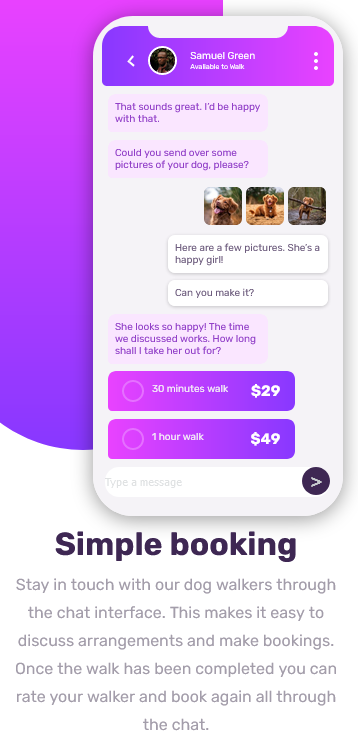 Samuel Green
Available to Walk
That sounds great. I'd be happy
with that.
Could you send over some
pictures of your dog, please?
Here are a few pictures. She's a
happy girl!
Can you make it?
She looks so happy! The time
we discussed works. How long
shall I take her out for?
30 minutes walk $29
1 hour walk $49
Type a message
Simple booking
Stay in touch with our dog walkers through
the chat interface. This makes it easy to
discuss arrangements and make bookings.
Once the walk has been completed you can
rate your walker and book again all through
the chat.